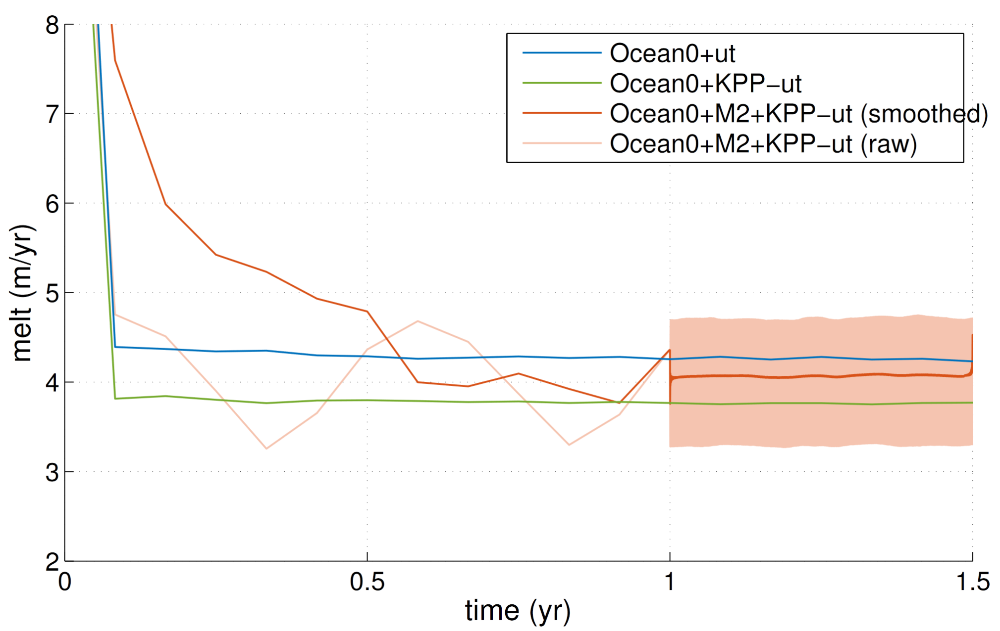 8
7
6
5
4
3
2
melt (m/yr)
Ocean0+ut
Ocean0+KPP−ut
Ocean0+M2+KPP−ut (smoothed)
Ocean0+M2+KPP−ut (raw)
0
0.5
1
1.5
time (yr)